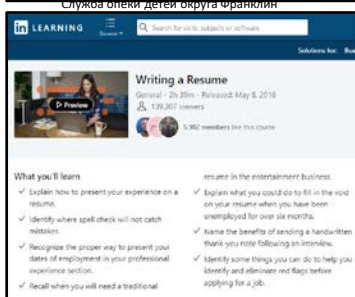 Служба опеки детей округа Франклин
in LEARNING
Browse
Search for skills, subjects or software
Solutions for:
Preview
Writing a Resume
General · 2h 39m · Released: May 8, 2018
139,307 viewers
5,382 members like this course
What you'll learn
✓ Explain how to present your experience on a
resume.
✓ Identify where spell check will not catch
mistakes.
✓ Recognize the proper way to present your
dates of employment in your professional
experience section.
✓ Recall when you will need a traditional
resume in the entertainment business.
✓ Explain what you could do to fill in the void
on your resume when you have been
unemployed for over six months.
✓ Name the benefits of sending a handwritten
thank you note following an interview.
✓ Identify some things you can do to help you
identify and eliminate red flags before
applying for a job.